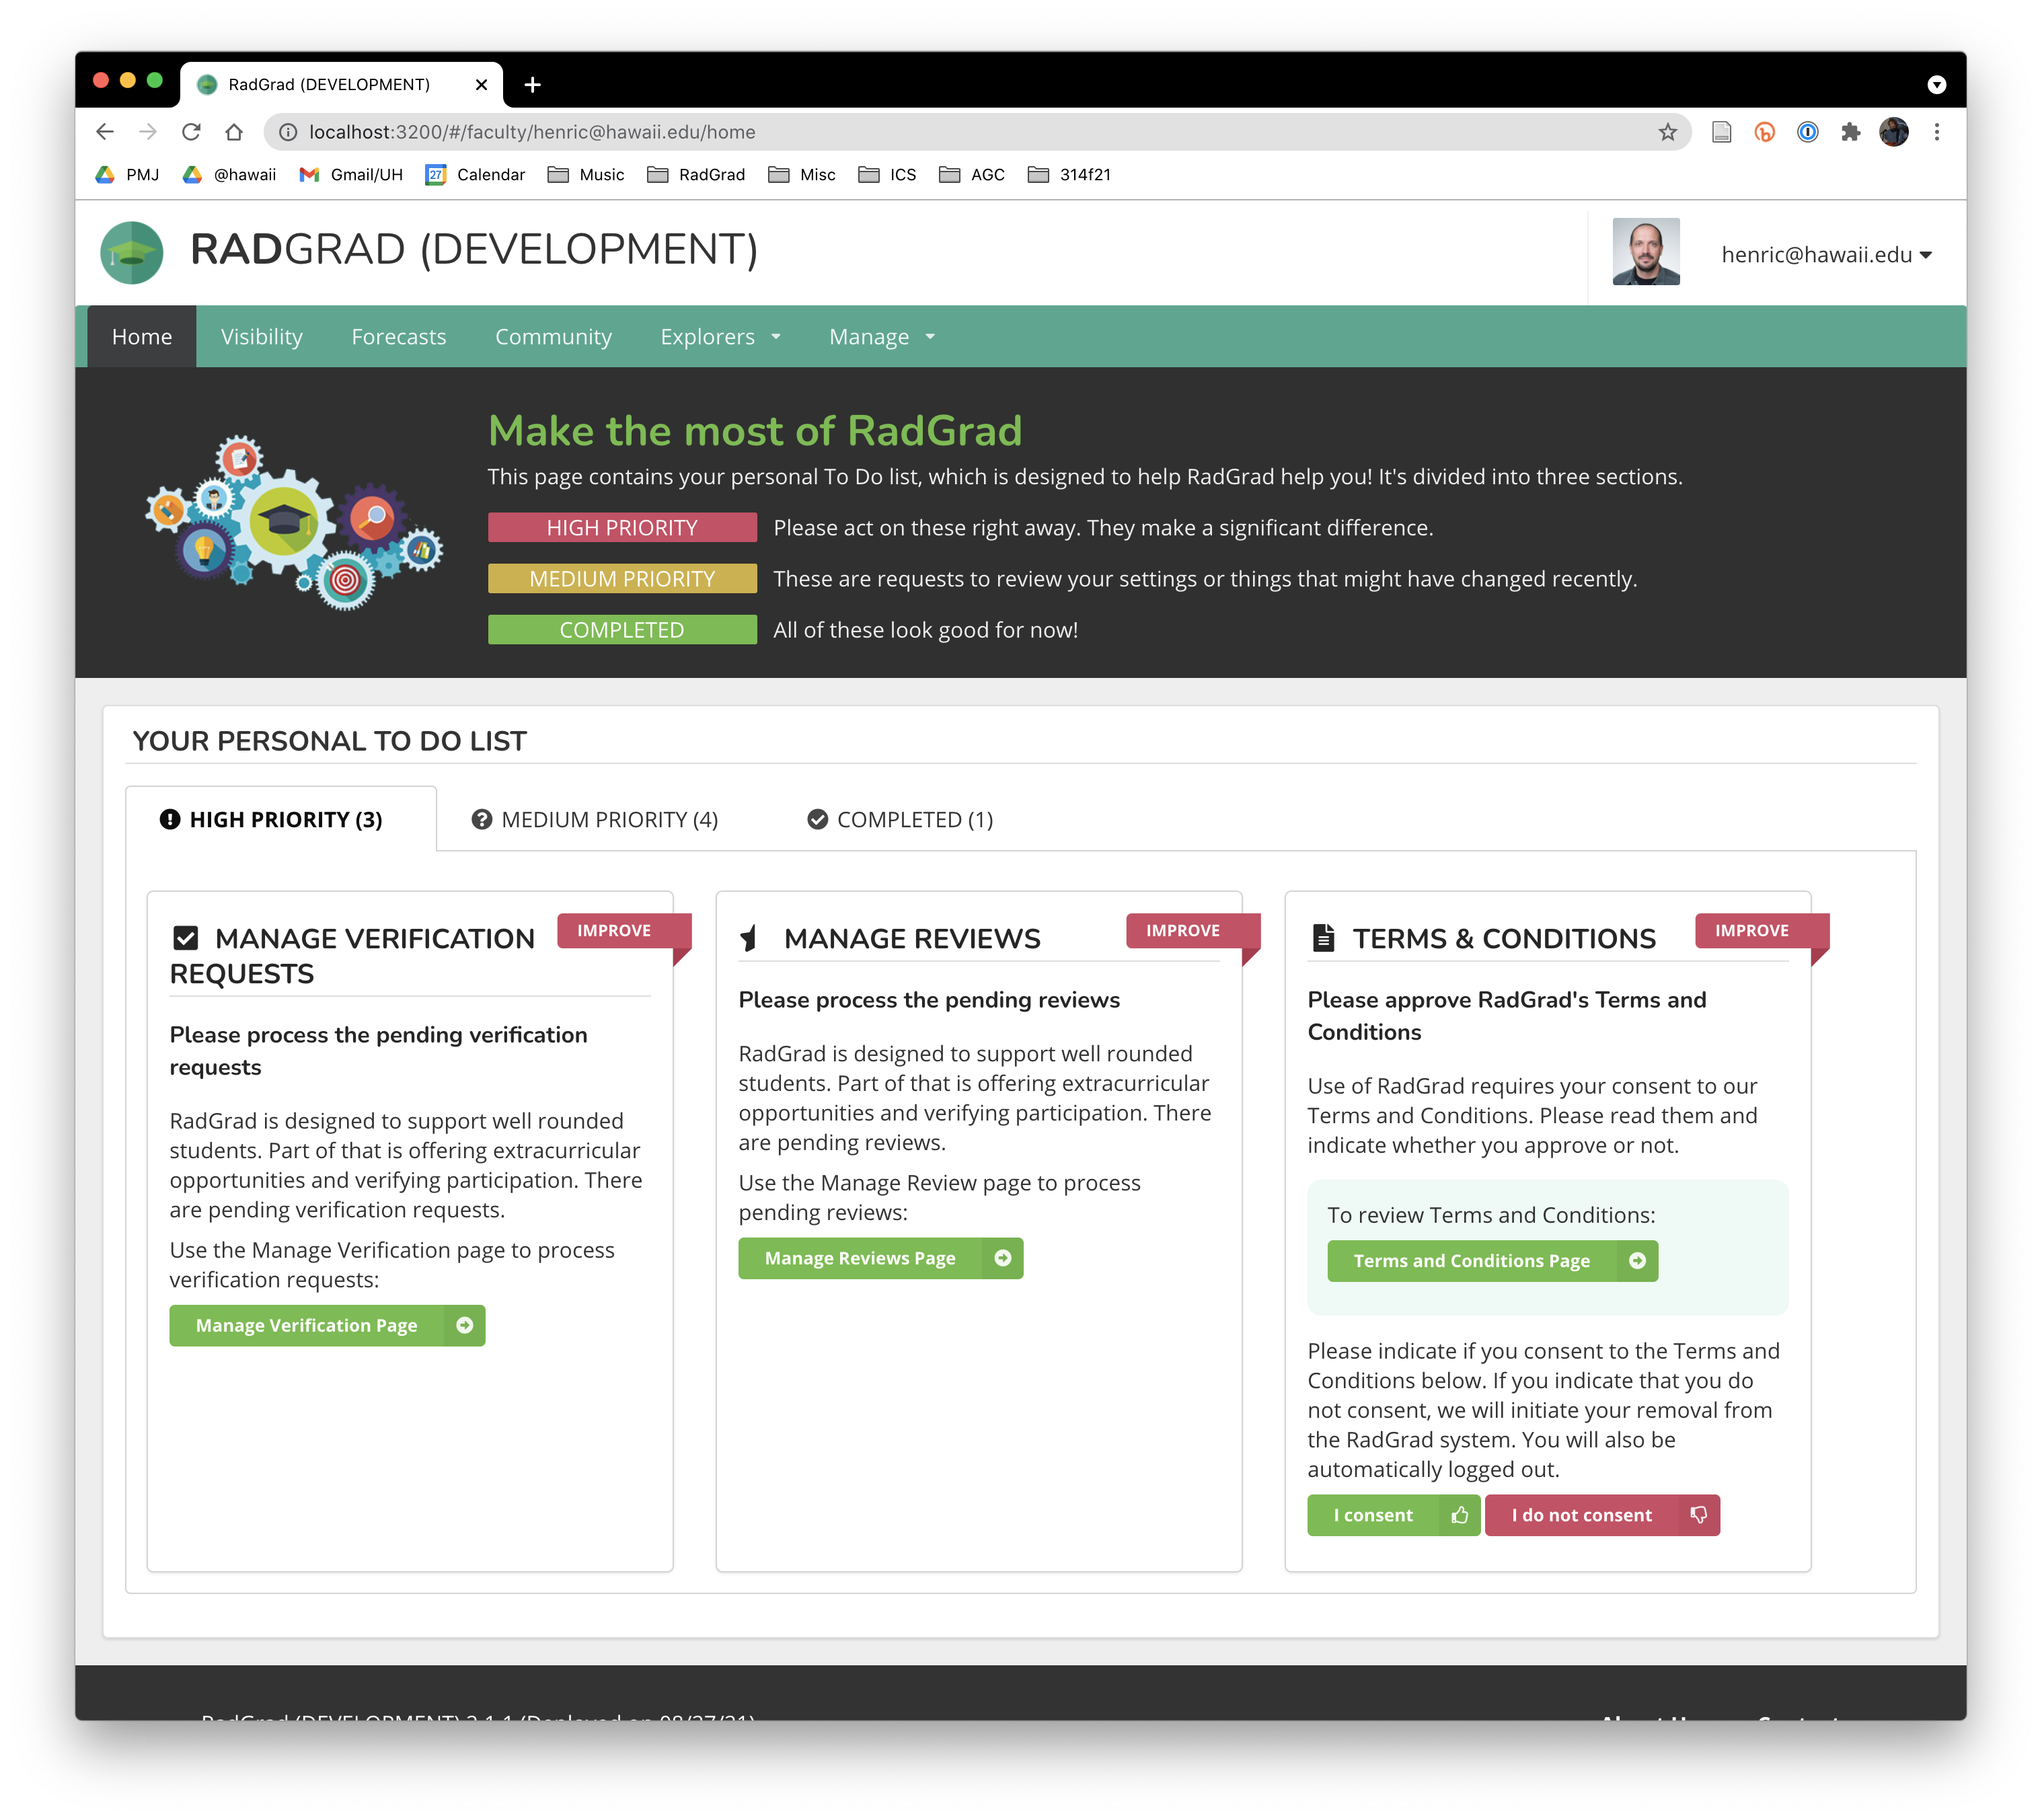 RadGrad (DEVELOPMENT)
localhost:3200/#/faculty/henric@hawaii.edu/home
PMJ @hawaii Gmail/UH 27 Calendar Music RadGrad Misc ICS AGC 314f21
RADGRAD (DEVELOPMENT)
henric@hawaii.edu
Home Visibility Forecasts Community Explorers Manage
Make the most of RadGrad
This page contains your personal To Do list, which is designed to help RadGrad help you! It's divided into three sections.
HIGH PRIORITY Please act on these right away. They make a significant difference.
MEDIUM PRIORITY These are requests to review your settings or things that might have changed recently.
COMPLETED All of these look good for now!
YOUR PERSONAL TO DO LIST
HIGH PRIORITY (3) MEDIUM PRIORITY (4) COMPLETED (1)
MANAGE VERIFICATION
REQUESTS
IMPROVE
Please process the pending verification
requests
RadGrad is designed to support well rounded
students. Part of that is offering extracurricular
opportunities and verifying participation. There
are pending verification requests.
Use the Manage Verification page to process
verification requests:
Manage Verification Page
MANAGE REVIEWS
IMPROVE
Please process the pending reviews
RadGrad is designed to support well rounded
students. Part of that is offering extracurricular
opportunities and verifying participation. There
are pending reviews.
Use the Manage Review page to process
pending reviews:
Manage Reviews Page
TERMS & CONDITIONS
IMPROVE
Please approve RadGrad's Terms and
Conditions
Use of RadGrad requires your consent to our
Terms and Conditions. Please read them and
indicate whether you approve or not.
To review Terms and Conditions:
Terms and Conditions Page
Please indicate if you consent to the Terms and
Conditions below. If you indicate that you do
not consent, we will initiate your removal from
the RadGrad system. You will also be
automatically logged out.
I consent
I do not consent
RadGrad (DEVELOPMENT) 2.1.1 (Deployed on 08/27/21)